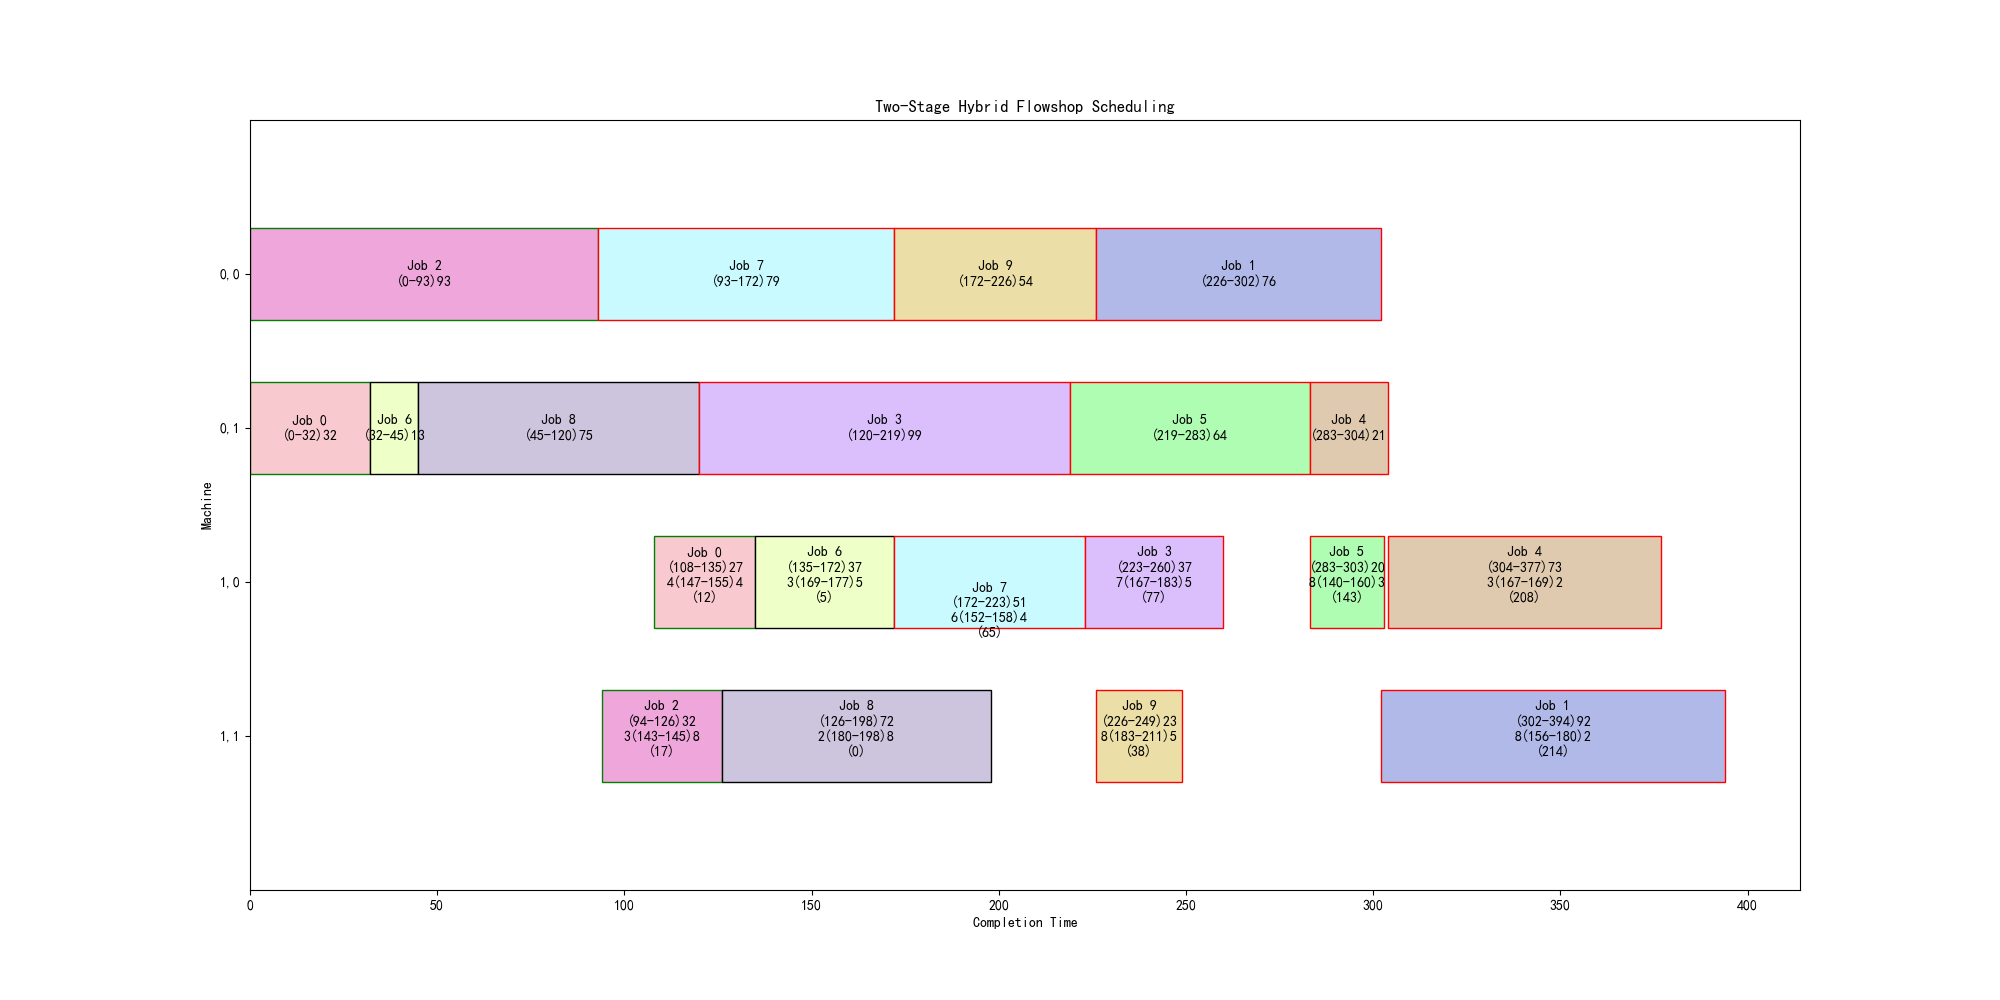 Two-Stage Hybrid Flowshop Scheduling
0,0
Job 2
(0-93)93
Job 7
(93-172)79
Job 9
(172-226)54
Job 1
(226-302)76
0,1
Job 0
(0-32)32
Job 6
(32-45)13
Job 8
(45-120)75
Job 3
(120-219)99
Job 5
(219-283)64
Job 4
(283-304)21
Machine
1,0
Job 0
(108-135)27
4(147-155)4
(12)
Job 6
(135-172)37
3(169-177)5
(5)
Job 7
(172-223)51
6(152-158)4
(65)
Job 3
(223-260)37
7(167-183)5
(77)
Job 5
(283-303)20
8(140-160)3
(143)
Job 4
(304-377)73
3(167-169)2
(208)
1,1
Job 2
(94-126)32
3(143-145)8
(17)
Job 8
(126-198)72
2(180-198)8
(0)
Job 9
(226-249)23
8(183-211)5
(38)
Job 1
(302-394)92
8(156-180)2
(214)
0
50
100
150
200
250
300
350
400
Completion Time